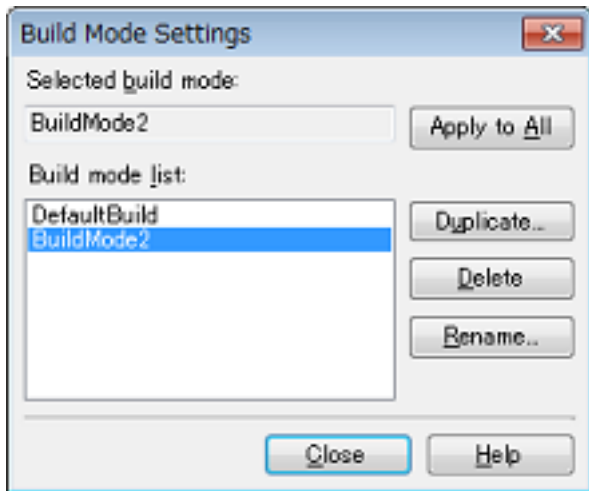 Build Mode Settings
Selected build mode:
BuildMode2
Apply to All
Build mode list:
DefaultBuild
BuildMode2
Duplicate...
Delete
Rename...
Close
Help